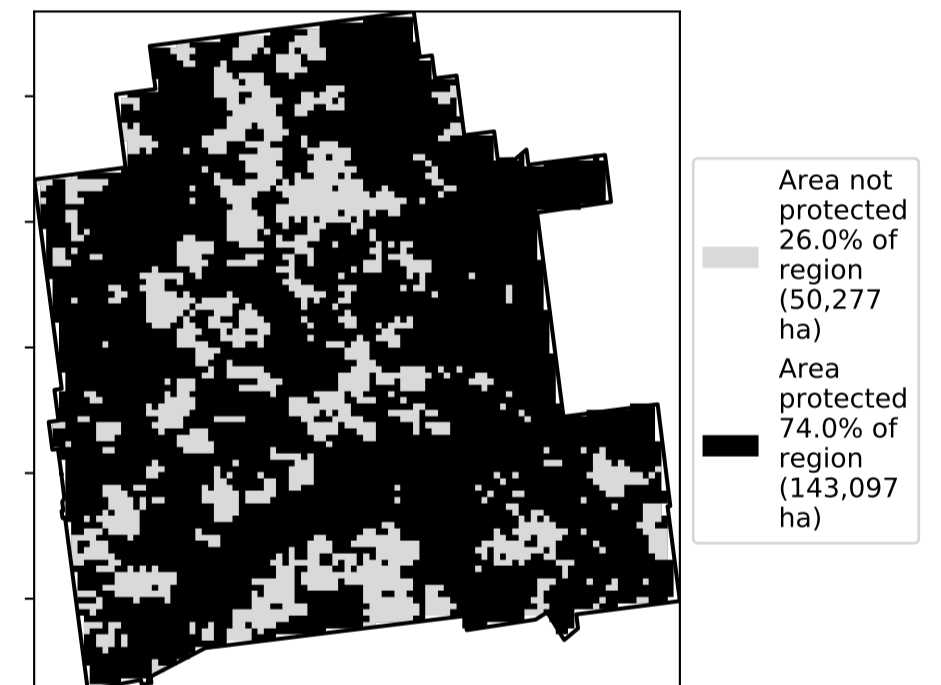 Area not
protected
26.0% of
region
(50,277
ha)
Area
protected
74.0% of
region
(143,097
ha)